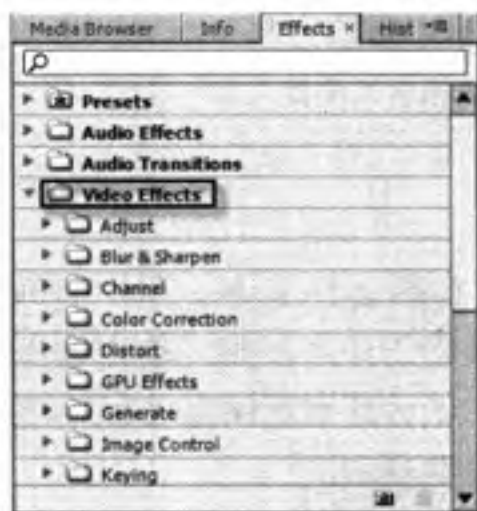 Media Browser Info Effects × Hist
Presets
Audio Effects
Audio Transitions
Video Effects
Adjust
Blur & Sharpen
Channel
Color Correction
Distort
GPU Effects
Generate
Image Control
Keying